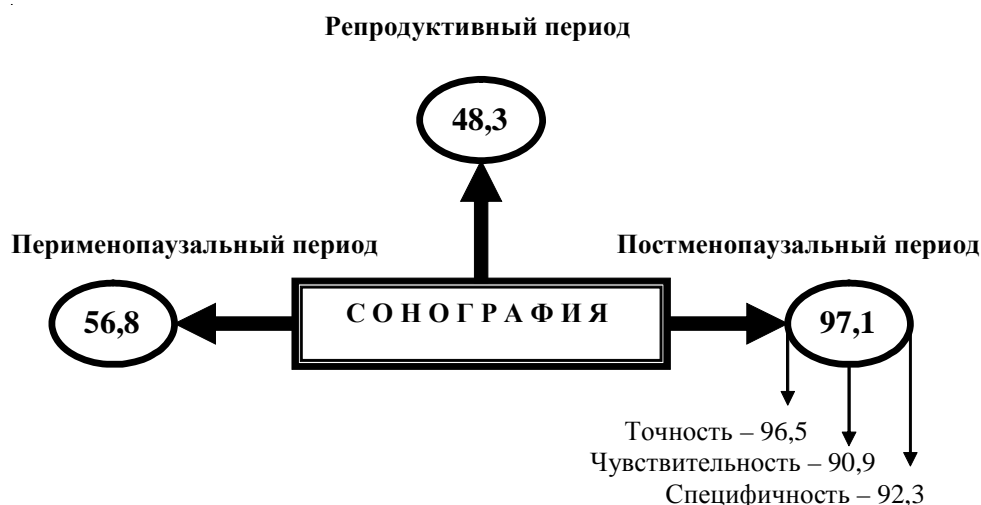 Репродуктивный период
48,3
Перименопаузальный период
Постменопаузальный период
56,8
СОНОГРАФИЯ
97,1
Точность – 96,5
Чувствительность – 90,9
Специфичность – 92,3